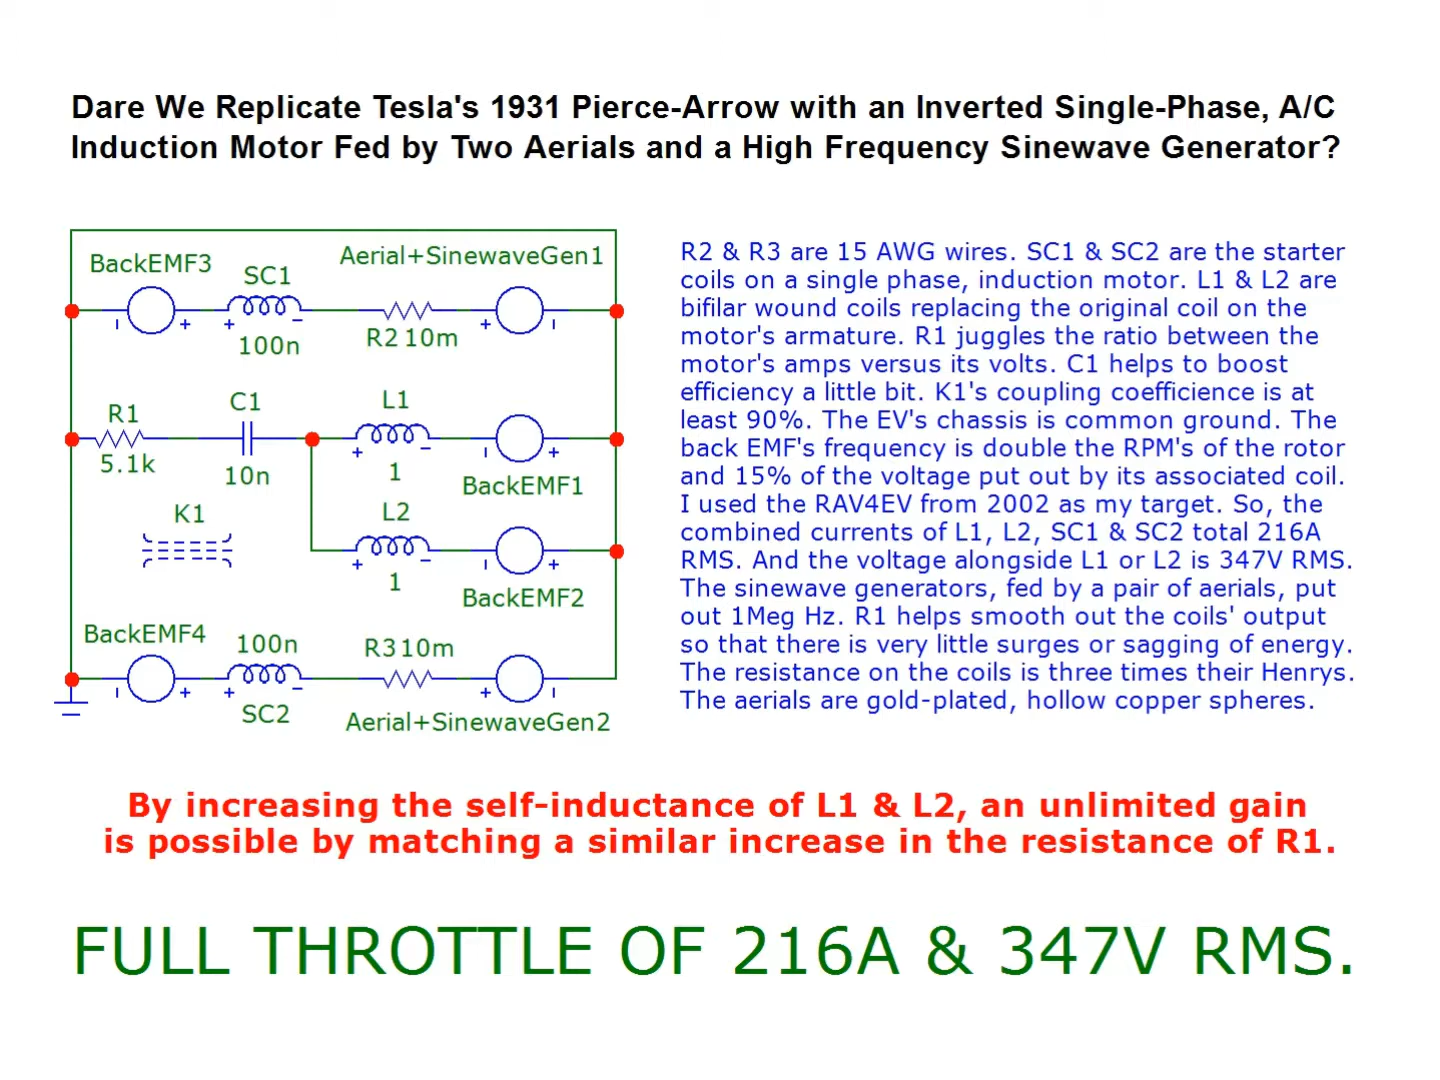 Dare We Replicate Tesla's 1931 Pierce-Arrow with an Inverted Single-Phase, A/C
Induction Motor Fed by Two Aerials and a High Frequency Sinewave Generator?
BackEMF3
SC1
100n
Aerial+SinewaveGen1
R2 10m
R1
5.1k
C1
10n
L1
1
BackEMF1
K1
L2
1
BackEMF2
BackEMF4
100n
SC2
R3 10m
Aerial+SinewaveGen2
R2 & R3 are 15 AWG wires. SC1 & SC2 are the starter
coils on a single phase, induction motor. L1 & L2 are
bifilar wound coils replacing the original coil on the
motor's armature. R1 juggles the ratio between the
motor's amps versus its volts. C1 helps to boost
efficiency a little bit. K1's coupling coefficience is at
least 90%. The EV's chassis is common ground. The
back EMF's frequency is double the RPM's of the rotor
and 15% of the voltage put out by its associated coil.
I used the RAV4EV from 2002 as my target. So, the
combined currents of L1, L2, SC1 & SC2 total 216A
RMS. And the voltage alongside L1 or L2 is 347V RMS.
The sinewave generators, fed by a pair of aerials, put
out 1Meg Hz. R1 helps smooth out the coils' output
so that there is very little surges or sagging of energy.
The resistance on the coils is three times their Henrys.
The aerials are gold-plated, hollow copper spheres.
By increasing the self-inductance of L1 & L2, an unlimited gain
is possible by matching a similar increase in the resistance of R1.
FULL THROTTLE OF 216A & 347V RMS.